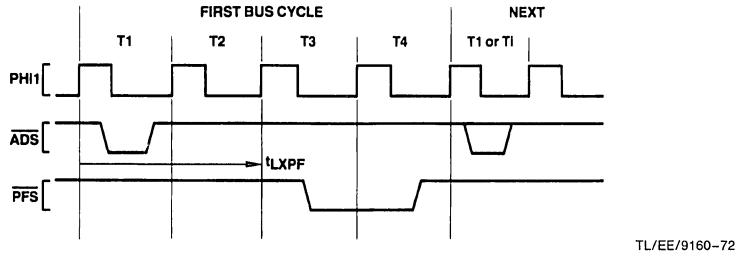 FIRST BUS CYCLE
NEXT
T1
T2
T3
T4
T1 or Ti
PHI1
ADS
tLXPF
PFS
TL/EE/9160-72